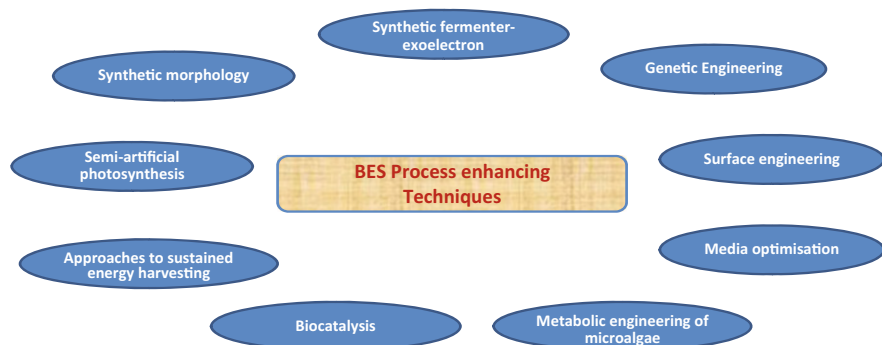 Synthetic fermenter-
exoelectron
Synthetic morphology
Genetic Engineering
Semi-artificial
photosynthesis
BES Process enhancing
Techniques
Surface engineering
Approaches to sustained
energy harvesting
Media optimisation
Biocatalysis
Metabolic engineering of
microalgae